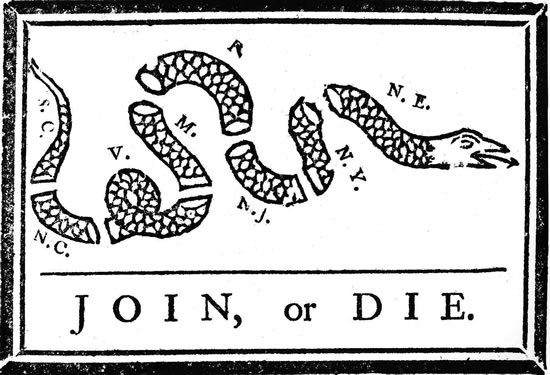 N. E.
M.
S. C.
V.
N. Y.
N. J.
N. C.
JOIN, or DIE.